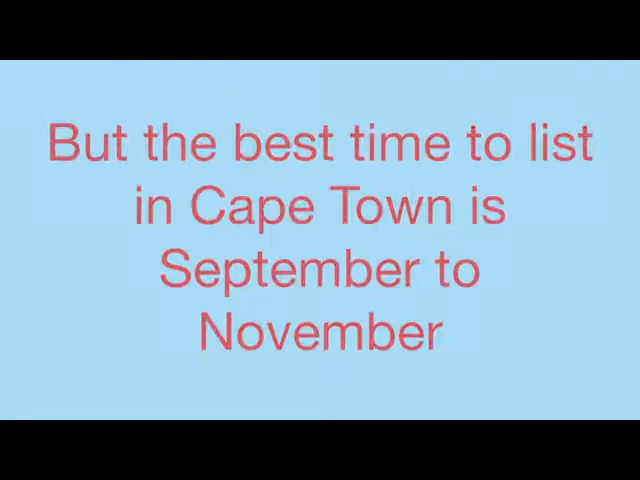 But the best time to list
in Cape Town is
September to
November